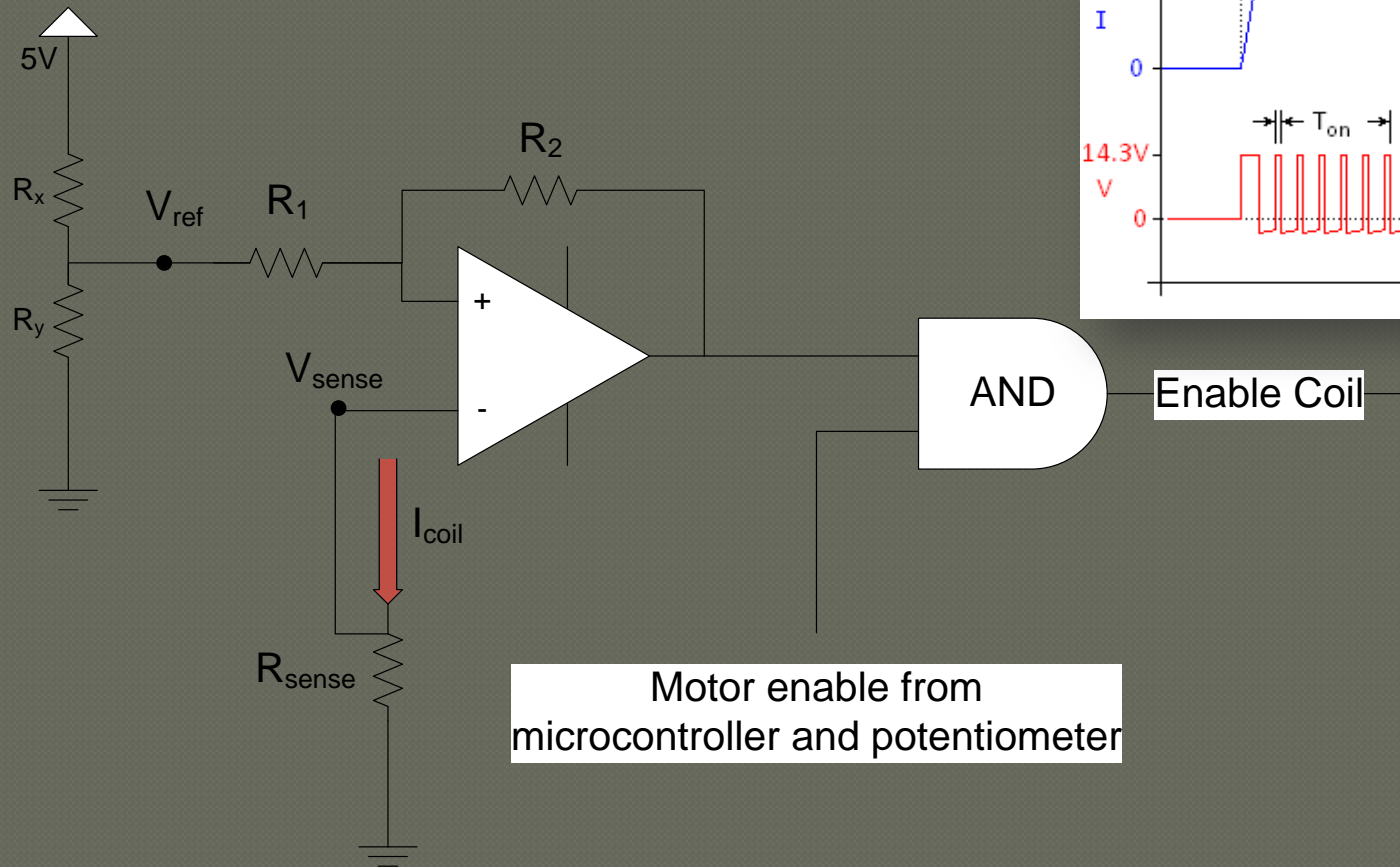 5V
Rx
Ry
Vref
R1
R2
+
-
Vsense
Icoil
Rsense
AND
Enable Coil
Motor enable from
microcontroller and potentiometer
I
0
Ton
14.3V
V
0